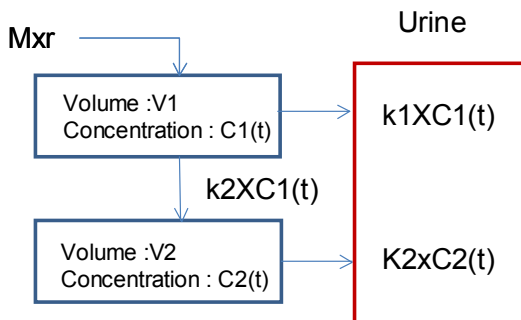 Urine
Mxr
Volume :V1
Concentration : C1(t)
k1XC1(t)
k2XC1(t)
Volume :V2
Concentration : C2(t)
K2xC2(t)